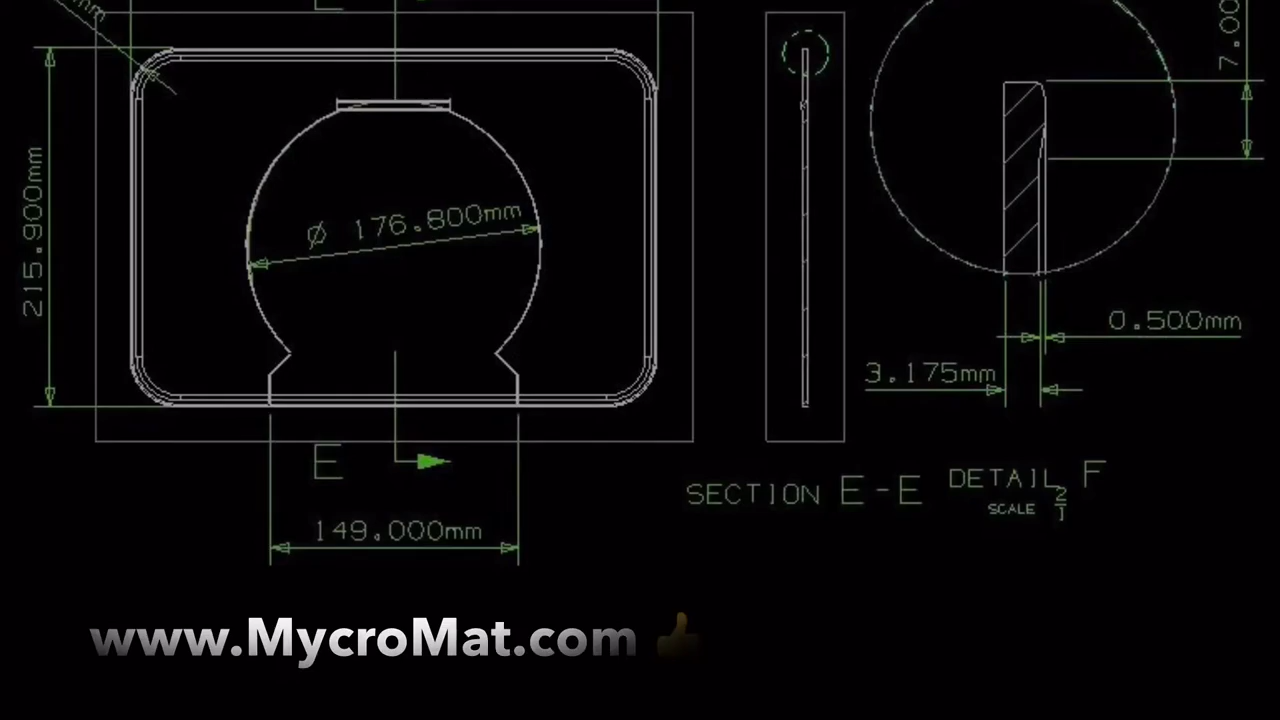 E
mm
7.00
215.900mm
Ø 176.800mm
0.500mm
3.175mm
E
SECTION E-E
DETAIL F
SCALE 2/1
149.000mm
www.MycroMat.com 👍